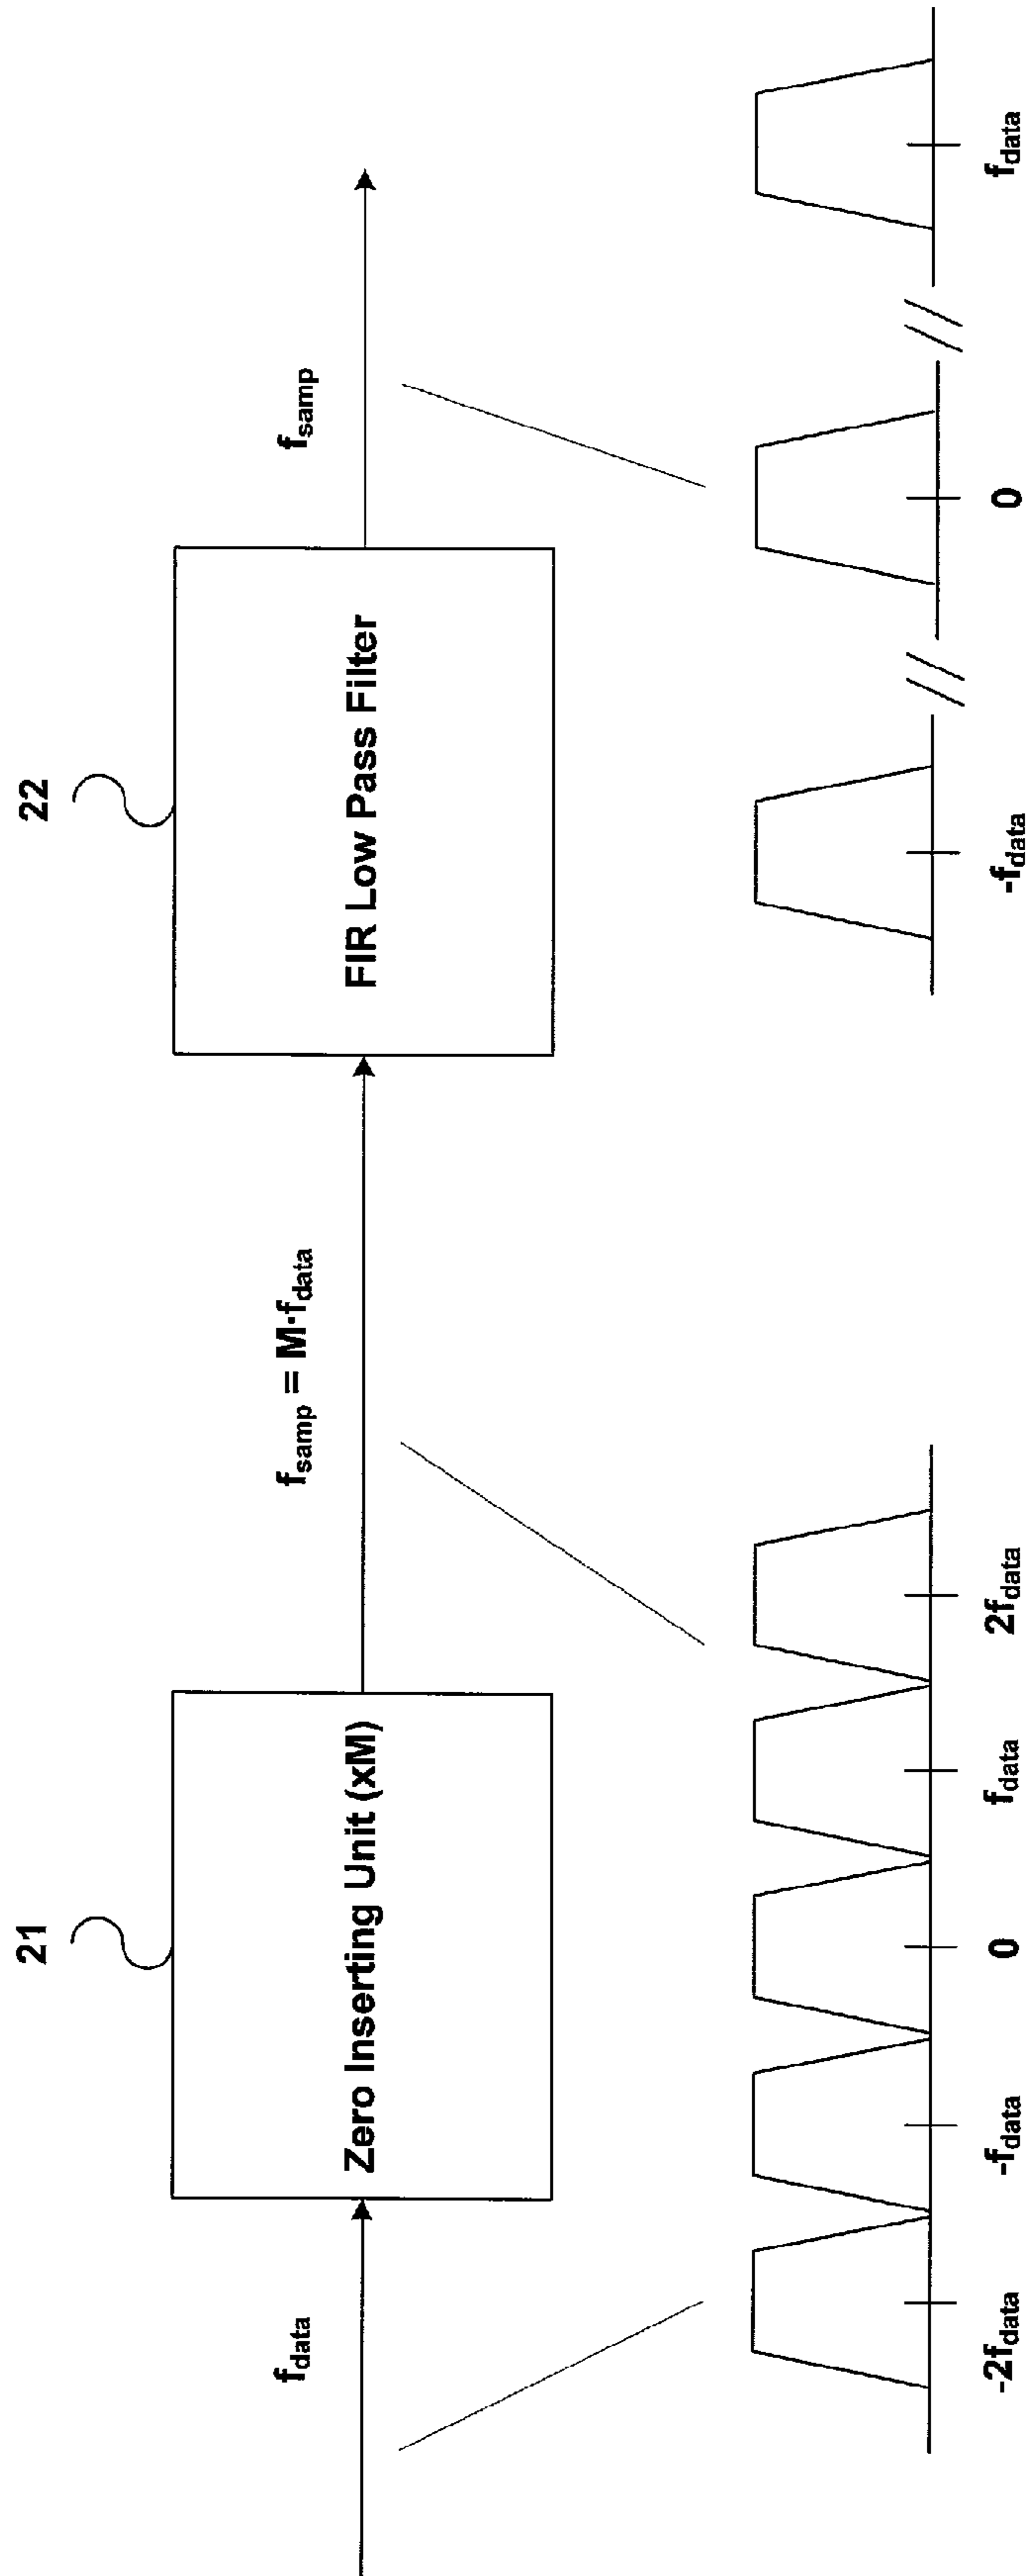 21
22
f_data
Zero Inserting Unit (xM)
f_samp = M·f_data
FIR Low Pass Filter
f_samp
-2f_data
-f_data
0
f_data
2f_data
-f_data
0
f_data